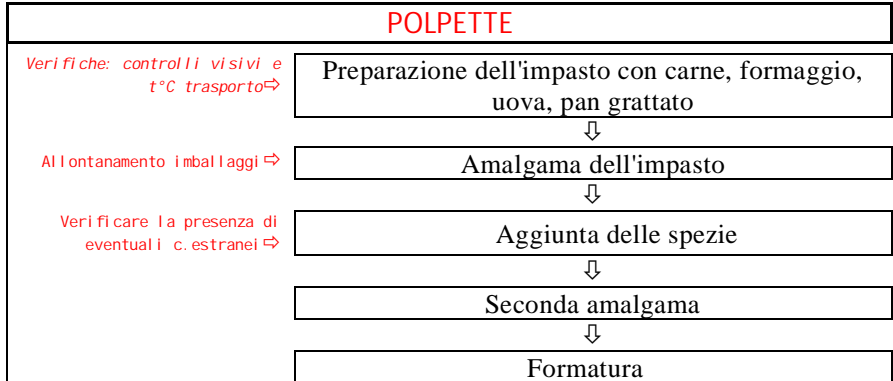 POLPETTE
Verifiche: controlli visivi e
t°C trasporto⇨
Preparazione dell'impasto con carne, formaggio,
uova, pan grattato
⇩
Allontanamento imballaggi⇨
Amalgama dell'impasto
⇩
Verificare la presenza di
eventuali c.estranei⇨
Aggiunta delle spezie
⇩
Seconda amalgama
⇩
Formatura